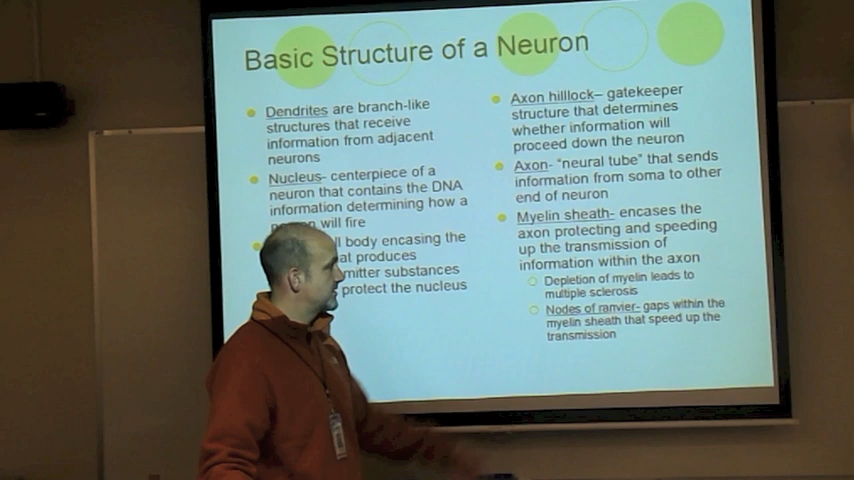 Basic Structure of a Neuron
Dendrites are branch-like
structures that receive
information from adjacent
neurons
Nucleus- centerpiece of a
neuron that contains the DNA
information determining how a
will fire
body encasing the
produces
substances
protect the nucleus
Axon hilllock– gatekeeper
structure that determines
whether information will
proceed down the neuron
Axon- “neural tube” that sends
information from soma to other
end of neuron
Myelin sheath- encases the
axon protecting and speeding
up the transmission of
information within the axon
Depletion of myelin leads to
multiple sclerosis
Nodes of ranvier- gaps within the
myelin sheath that speed up the
transmission